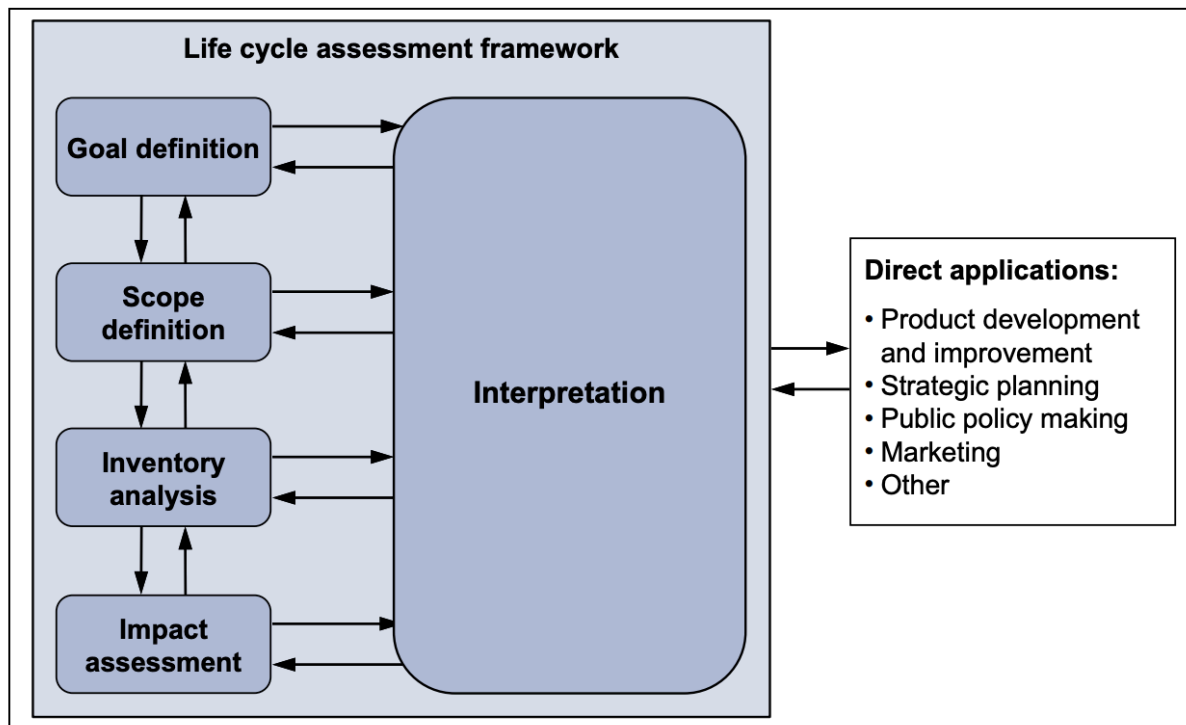 Life cycle assessment framework
Goal definition
Scope
definition
Inventory
analysis
Impact
assessment
Interpretation
Direct applications:
• Product development
and improvement
• Strategic planning
• Public policy making
• Marketing
• Other